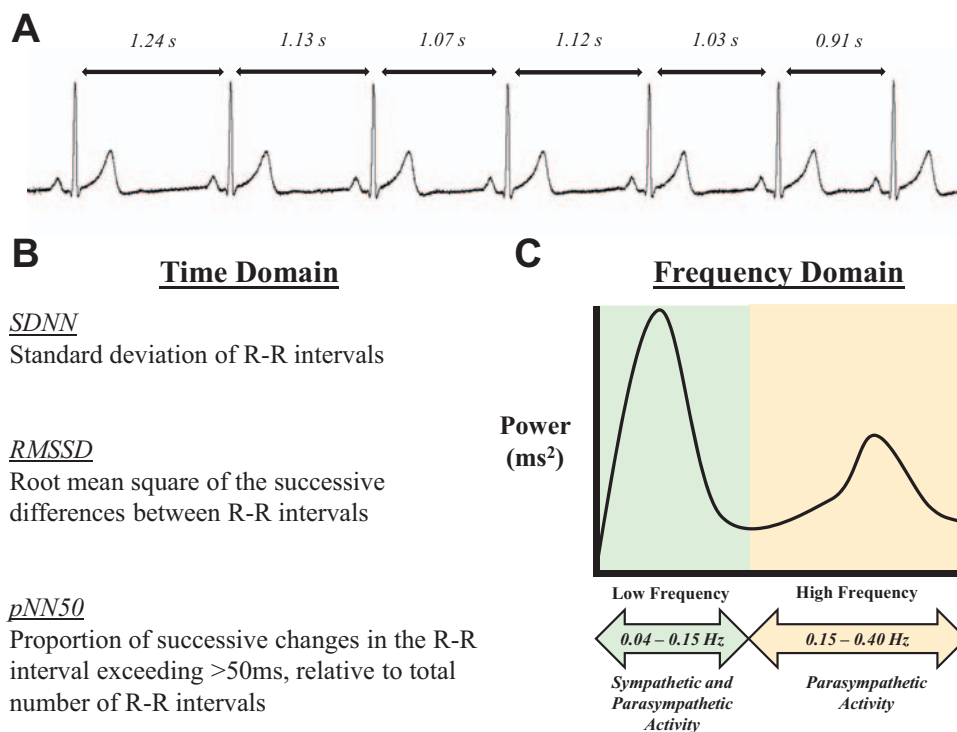 A
1.24 s 1.13 s 1.07 s 1.12 s 1.03 s 0.91 s
B
Time Domain
SDNN
Standard deviation of R-R intervals
RMSSD
Root mean square of the successive
differences between R-R intervals
pNN50
Proportion of successive changes in the R-R
interval exceeding >50ms, relative to total
number of R-R intervals
C
Frequency Domain
Power
(ms²)
Low Frequency
High Frequency
0.04 – 0.15 Hz
0.15 – 0.40 Hz
Sympathetic and
Parasympathetic
Activity
Parasympathetic
Activity